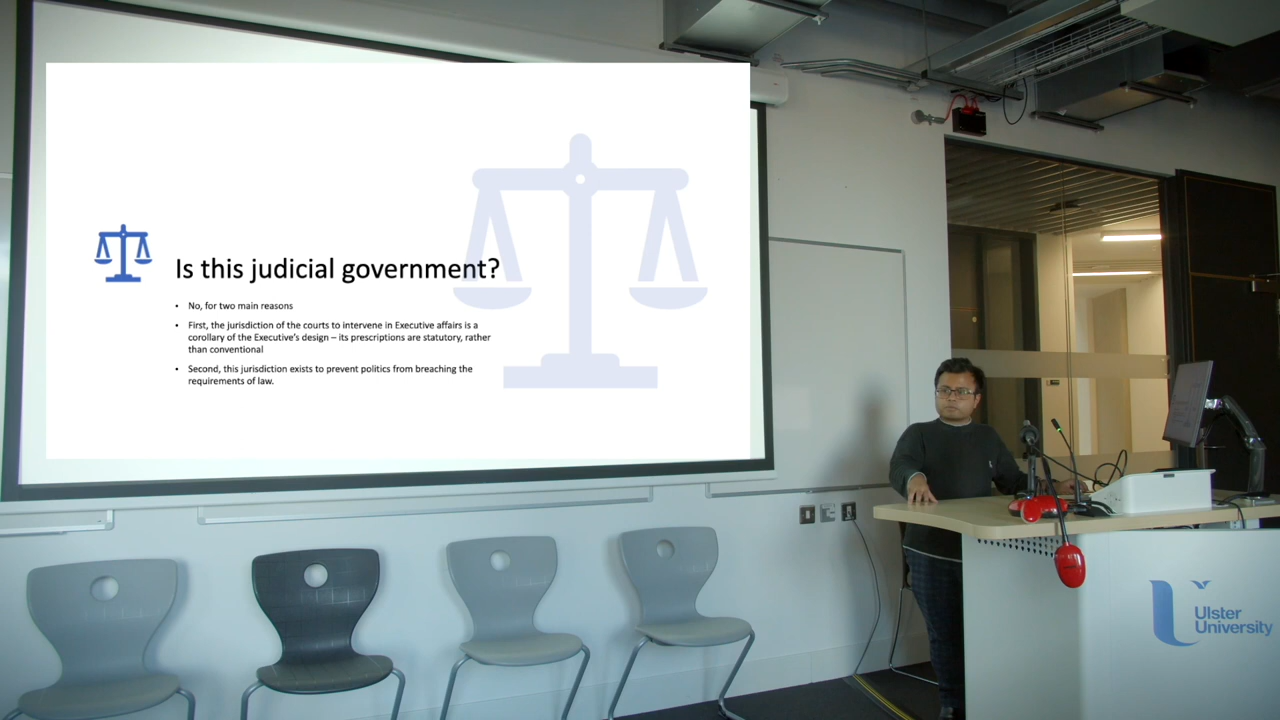 Is this judicial government?
• No, for two main reasons
• First, the jurisdiction of the courts to intervene in Executive affairs is a
corollary of the Executive's design – its prescriptions are statutory, rather
than conventional
• Second, this jurisdiction exists to prevent politics from breaching the
requirements of law.
Ulster
University